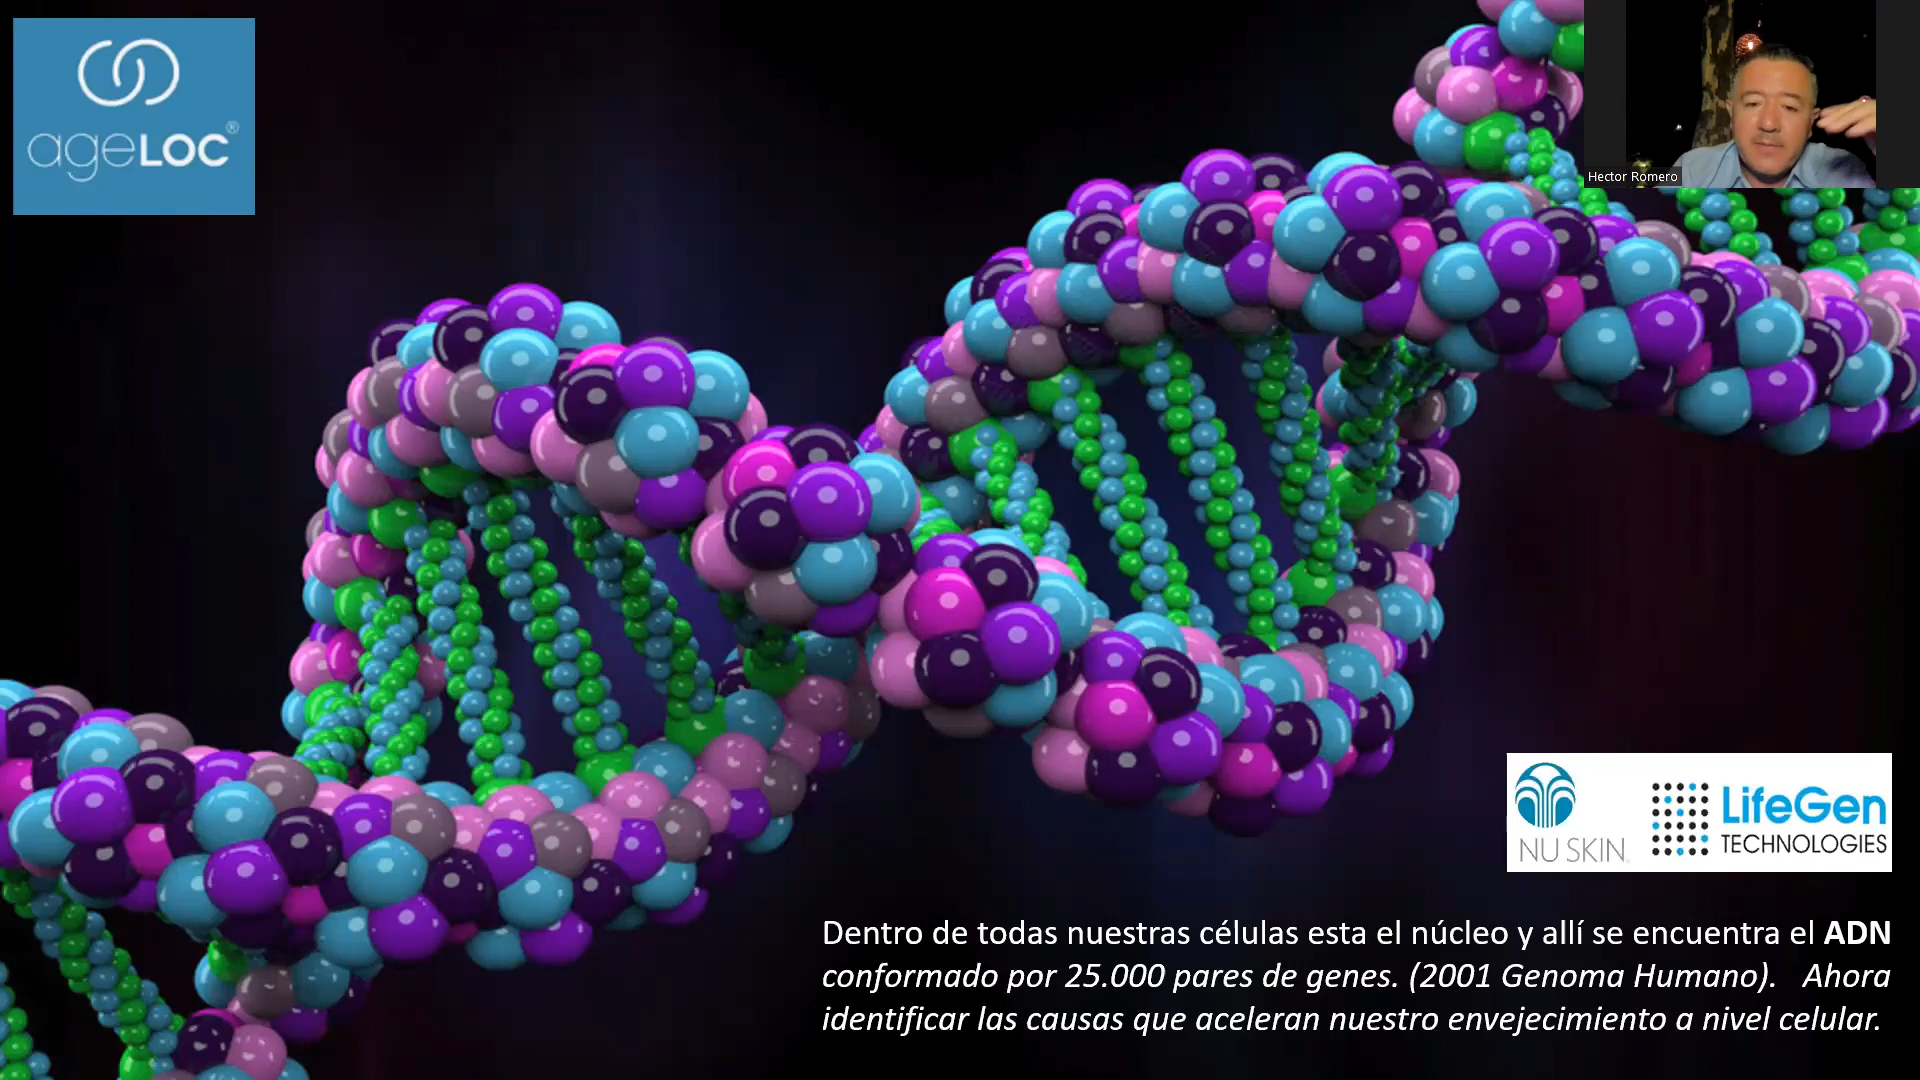 ageLOC®
Hector Romero
NU SKIN
LifeGen
TECHNOLOGIES
Dentro de todas nuestras células esta el núcleo y allí se encuentra el ADN
conformado por 25.000 pares de genes. (2001 Genoma Humano). Ahora
identificar las causas que aceleran nuestro envejecimiento a nivel celular.